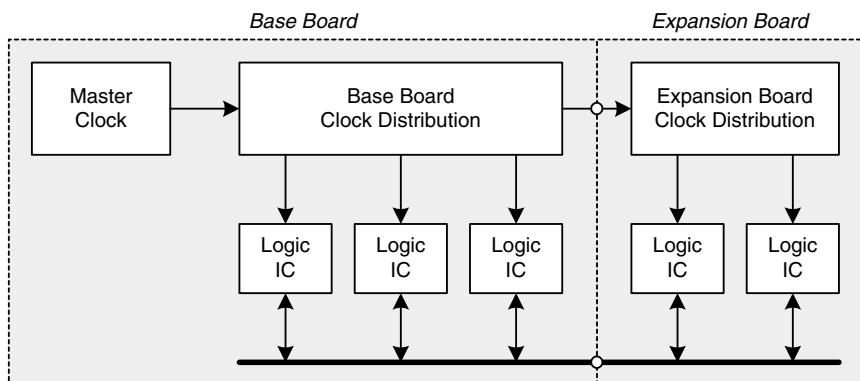 Base Board
Expansion Board
Master
Clock
Base Board
Clock Distribution
Expansion Board
Clock Distribution
Logic
IC
Logic
IC
Logic
IC
Logic
IC
Logic
IC